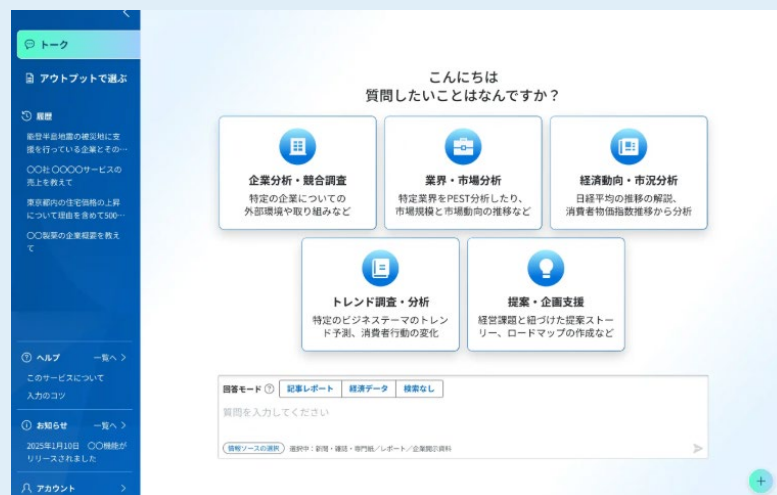 トーク
アウトプットで選ぶ
履歴
能登半島地震の被災地に支
援を行っている企業とその…
〇〇社 〇〇〇〇サービスの
売上を教えて
東京都内の住宅価格の上昇
について理由を含めて500…
〇〇製薬の企業概要を教え
て
ヘルプ 一覧へ
このサービスについて
入力のコツ
お知らせ 一覧へ
2025年1月10日 〇〇機能が
リリースされました
アカウント
こんにちは
質問したいことはなんですか？
企業分析・競合調査
特定の企業についての
外部環境や取り組みなど
業界・市場分析
特定業界をPEST分析したり、
市場規模と市場動向の推移など
経済動向・市況分析
日経平均の推移の解説、
消費者物価指数推移から分析
トレンド調査・分析
特定のビジネステーマのトレン
ド予測、消費者行動の変化
提案・企画支援
経営課題と紐づけた提案ストー
リー、ロードマップの作成など
回答モード ? 記事レポート 経済データ 検索なし
質問を入力してください
情報ソースの選択 選択中：新聞・雑誌・専門紙／レポート／企業開示資料